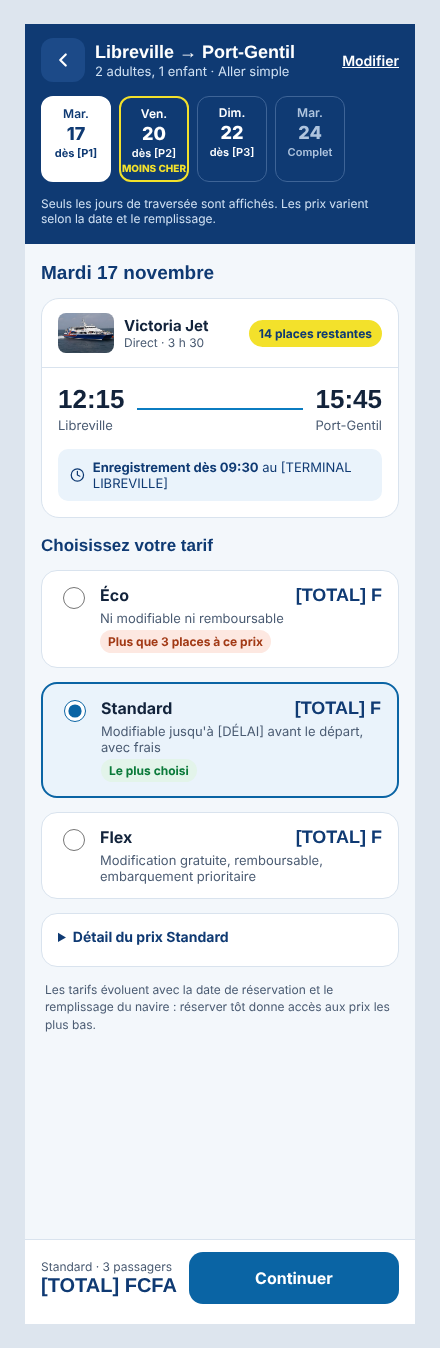 Libreville → Port-Gentil
2 adultes, 1 enfant · Aller simple
Modifier
Mar.
17
dès [P1]
Ven.
20
dès [P2]
MOINS CHER
Dim.
22
dès [P3]
Mar.
24
Complet
Seuls les jours de traversée sont affichés. Les prix varient
selon la date et le remplissage.
Mardi 17 novembre
Victoria Jet
Direct · 3 h 30
14 places restantes
12:15
15:45
Libreville
Port-Gentil
Enregistrement dès 09:30 au [TERMINAL
LIBREVILLE]
Choisissez votre tarif
Éco
[TOTAL] F
Ni modifiable ni remboursable
Plus que 3 places à ce prix
Standard
[TOTAL] F
Modifiable jusqu'à [DÉLAI] avant le départ,
avec frais
Le plus choisi
Flex
[TOTAL] F
Modification gratuite, remboursable,
embarquement prioritaire
Détail du prix Standard
Les tarifs évoluent avec la date de réservation et le
remplissage du navire : réserver tôt donne accès aux prix les
plus bas.
Standard · 3 passagers
[TOTAL] FCFA
Continuer